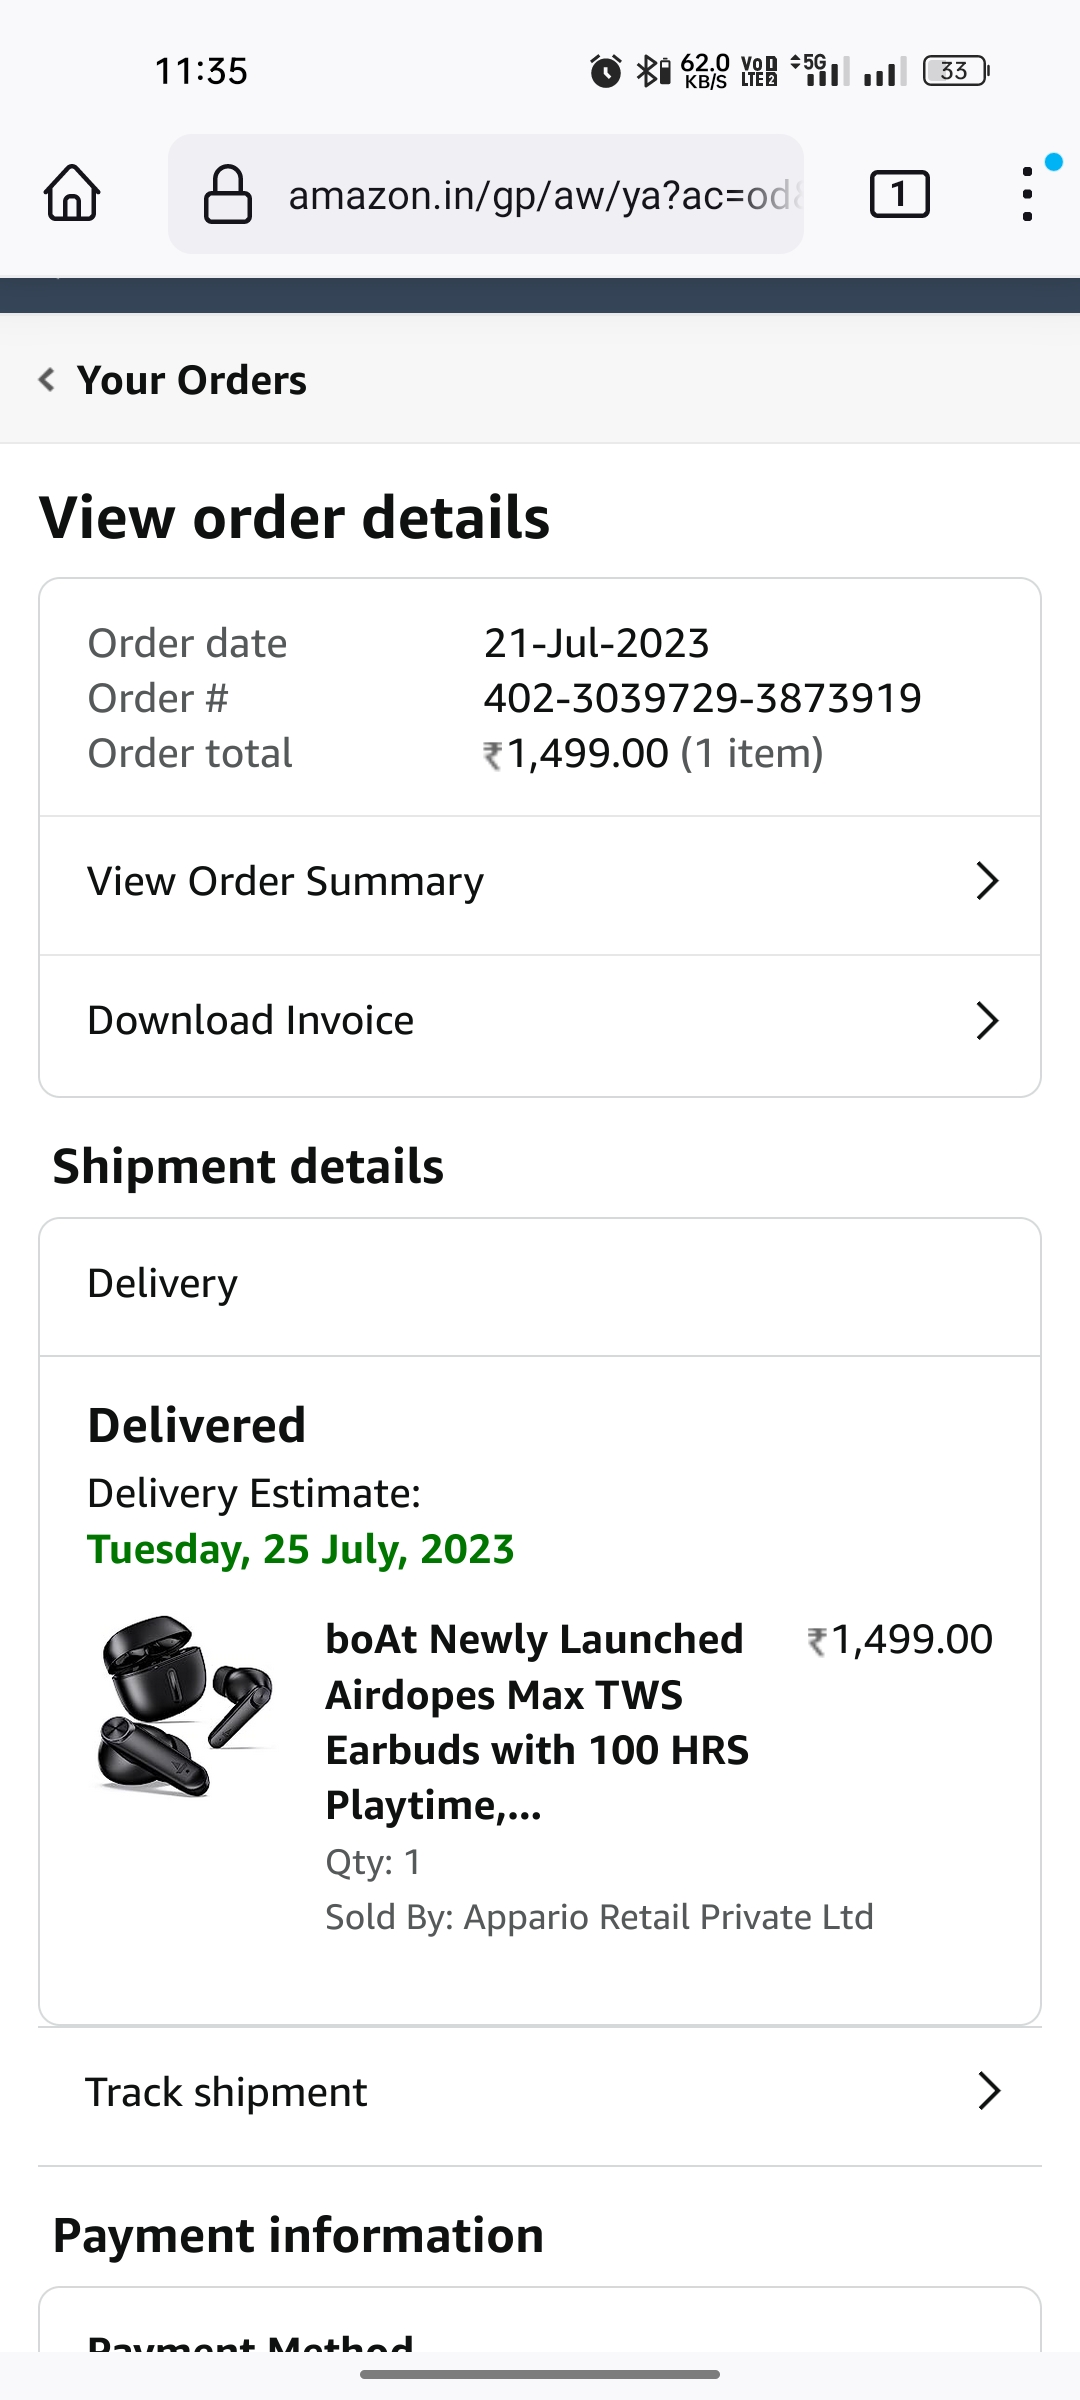 11:35
62.0
KB/S
VoD
LTE 2
5G
33
amazon.in/gp/aw/ya?ac=od
1
Your Orders
View order details
Order date 21-Jul-2023
Order # 402-3039729-3873919
Order total ₹1,499.00 (1 item)
View Order Summary
Download Invoice
Shipment details
Delivery
Delivered
Delivery Estimate:
Tuesday, 25 July, 2023
boAt Newly Launched ₹1,499.00
Airdopes Max TWS
Earbuds with 100 HRS
Playtime,...
Qty: 1
Sold By: Appario Retail Private Ltd
Track shipment
Payment information
Payment Method